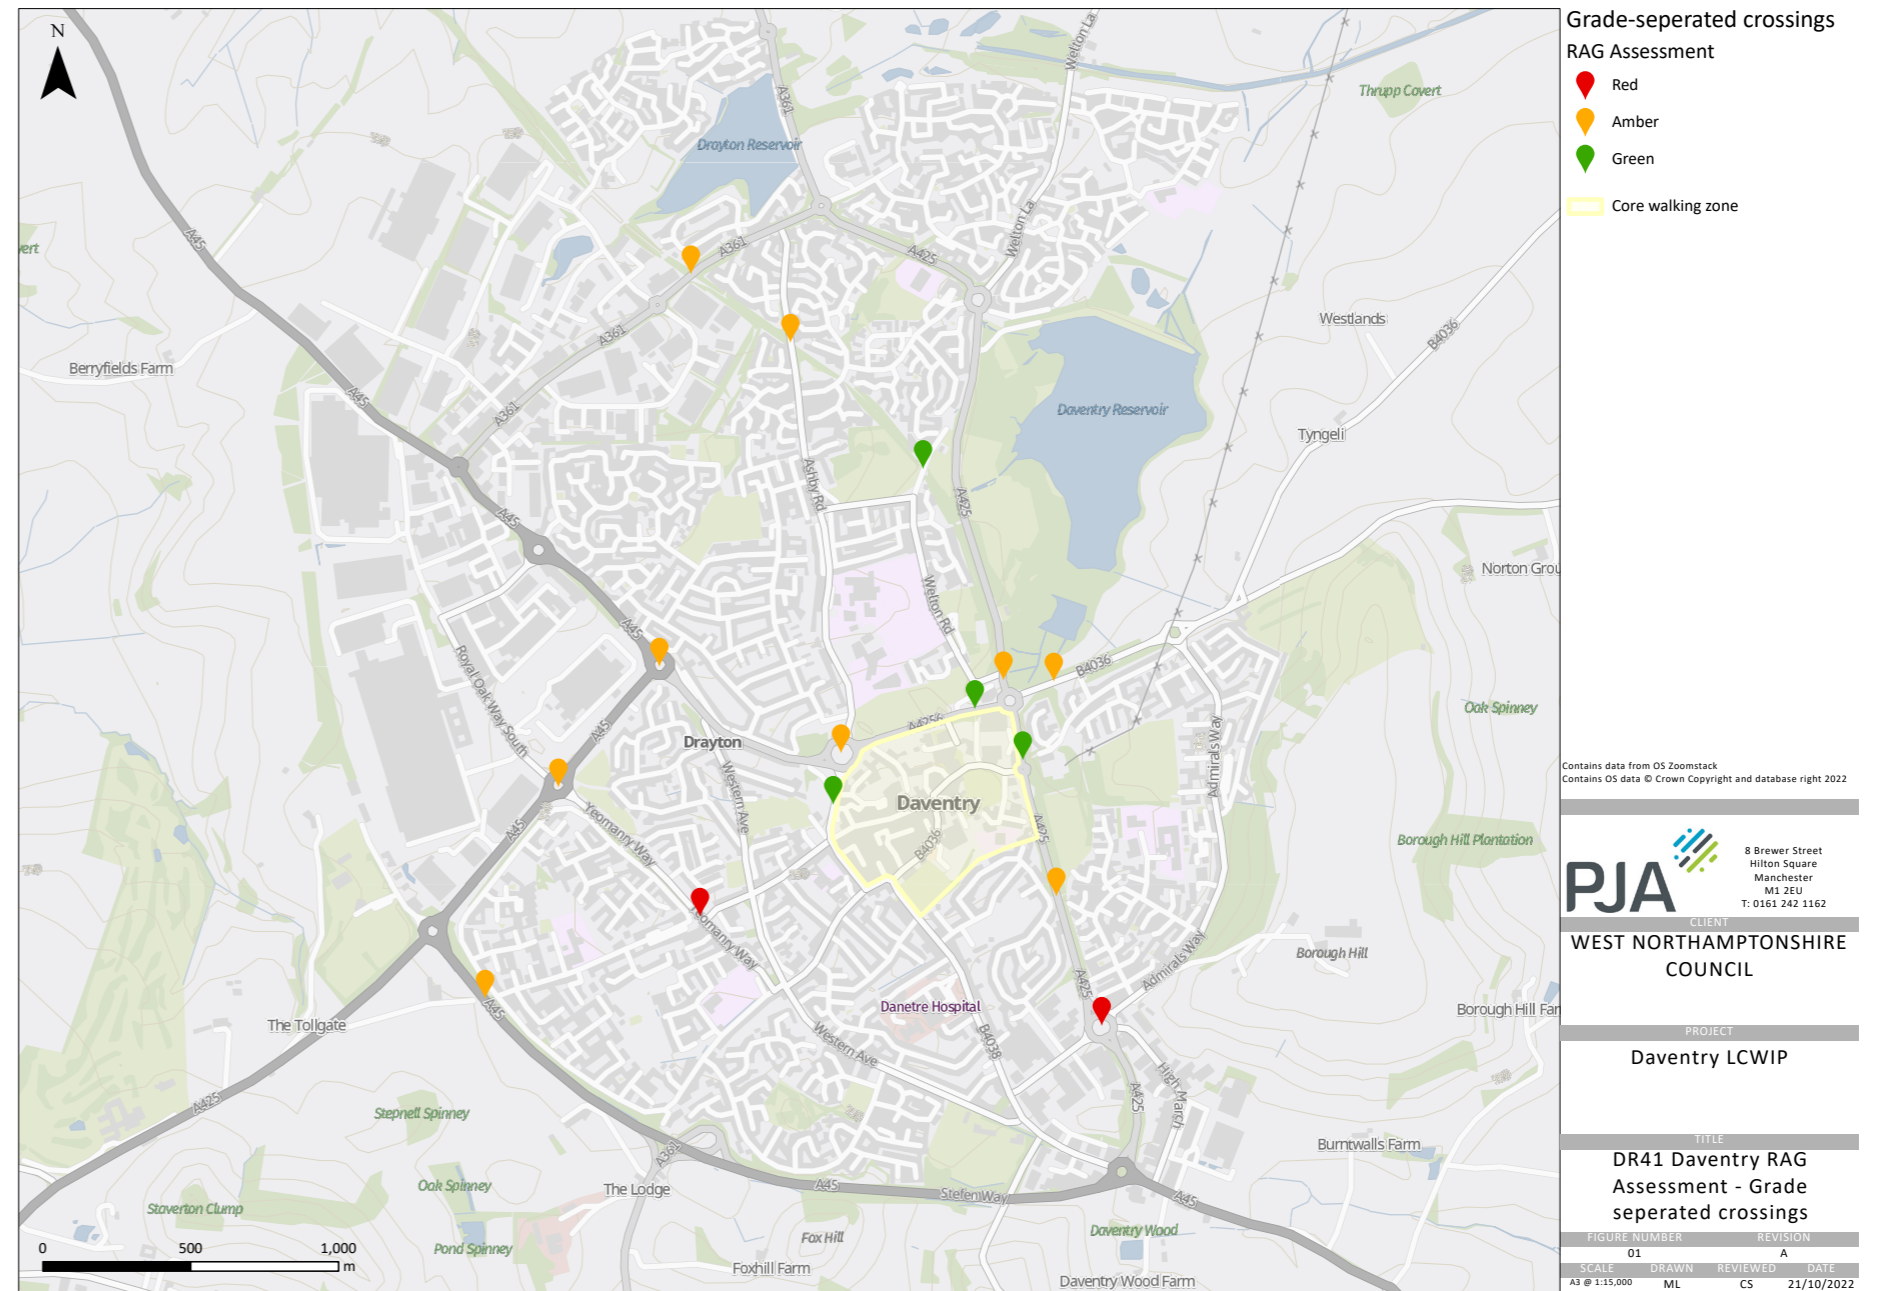 N
A361
Welton La
Thrupp Covert
Drayton Reservoir
Welton La
A45
vert
A361
A425
Westlands
B4036
A361
Berryfields Farm
A45
Daventry Reservoir
A361
Tyngeli
Ashby Rd
A425
A45
Norton Grou
Welton Rd
A45
Royal Oak Way South
B4036
Oak Spinney
A425
Admirals Way
A45
Drayton
Western Ave
Daventry
Yeomanry Way
A45
A425
B4036
Borough Hill Plantation
Yeomanry Way
Admirals Way
Borough Hill
A425
Danetre Hospital
Borough Hill Far
A45
The Tollgate
Western Ave
B4038
High March
A425
A425
Stepnell Spinney
Burntwalls Farm
A361
Oak Spinney
The Lodge
A45
Stefen Way
A45
Staverton Clump
Daventry Wood
Fox Hill
Pond Spinney
Foxhill Farm
Daventry Wood Farm
0 500 1,000
m
Grade-seperated crossings
RAG Assessment
Red
Amber
Green
Core walking zone
Contains data from OS Zoomstack
Contains OS data © Crown Copyright and database right 2022
PJA
8 Brewer Street
Hilton Square
Manchester
M1 2EU
T: 0161 242 1162
CLIENT
WEST NORTHAMPTONSHIRE
COUNCIL
PROJECT
Daventry LCWIP
TITLE
DR41 Daventry RAG
Assessment - Grade
seperated crossings
FIGURE NUMBER REVISION
01 A
SCALE DRAWN REVIEWED DATE
A3 @ 1:15,000 ML CS 21/10/2022